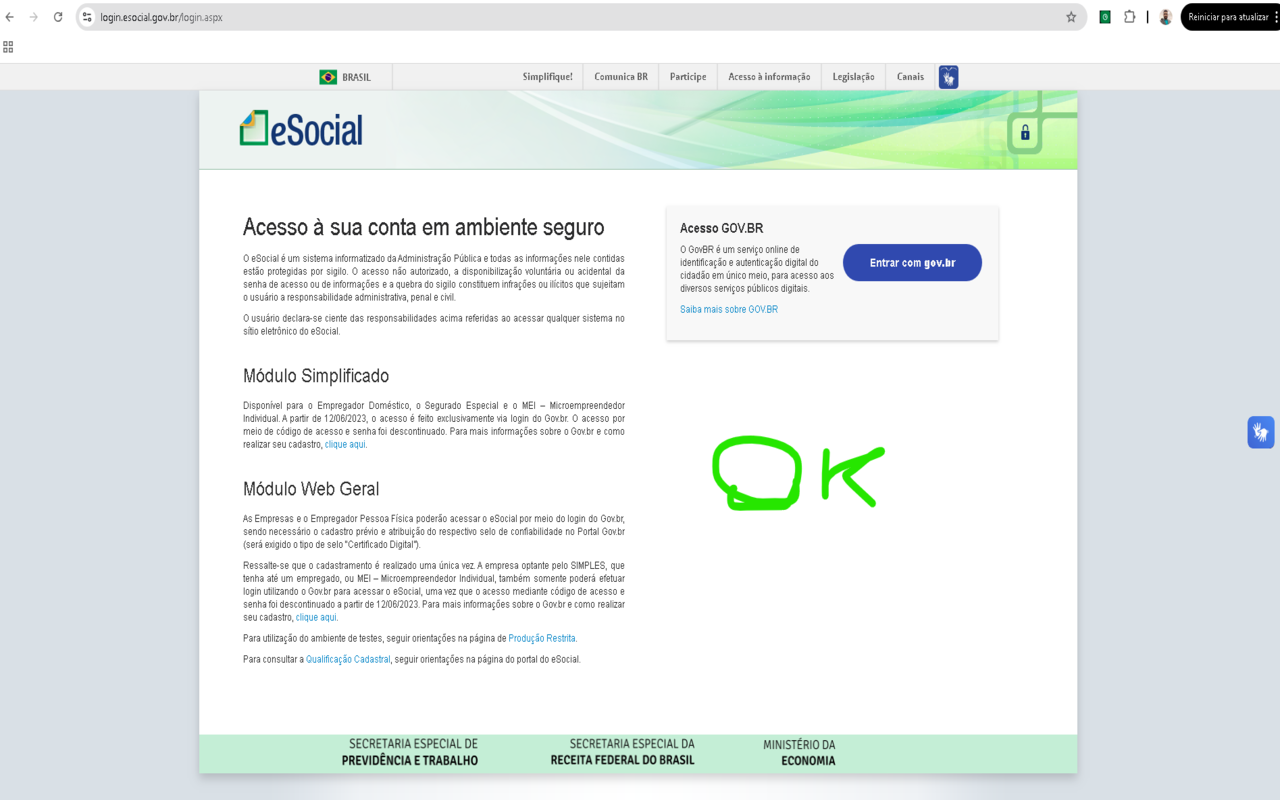 login.esocial.gov.br/login.aspx
Reiniciar para atualizar
BRASIL
Simplifique!
Comunica BR
Participe
Acesso à informação
Legislação
Canais
eSocial
Acesso à sua conta em ambiente seguro
O eSocial é um sistema informatizado da Administração Pública e todas as informações nele contidas
estão protegidas por sigilo. O acesso não autorizado, a disponibilização voluntária ou acidental da
senha de acesso ou de informações e a quebra do sigilo constituem infrações ou ilícitos que sujeitam
o usuário a responsabilidade administrativa, penal e civil.
O usuário declara-se ciente das responsabilidades acima referidas ao acessar qualquer sistema no
sítio eletrônico do eSocial.
Módulo Simplificado
Disponível para o Empregador Doméstico, o Segurado Especial e o MEI – Microempreendedor
Individual. A partir de 12/06/2023, o acesso é feito exclusivamente via login do Gov.br. O acesso por
meio de código de acesso e senha foi descontinuado. Para mais informações sobre o Gov.br e como
realizar seu cadastro, clique aqui.
Módulo Web Geral
As Empresas e o Empregador Pessoa Física poderão acessar o eSocial por meio do login do Gov.br,
sendo necessário o cadastro prévio e atribuição do respectivo selo de confiabilidade no Portal Gov.br
(será exigido o tipo de selo "Certificado Digital").
Ressalte-se que o cadastramento é realizado uma única vez. A empresa optante pelo SIMPLES, que
tenha até um empregado, ou MEI – Microempreendedor Individual, também somente poderá efetuar
login utilizando o Gov.br para acessar o eSocial, uma vez que o acesso mediante código de acesso e
senha foi descontinuado a partir de 12/06/2023. Para mais informações sobre o Gov.br e como realizar
seu cadastro, clique aqui.
Para utilização do ambiente de testes, seguir orientações na página de Produção Restrita.
Para consultar a Qualificação Cadastral, seguir orientações na página do portal do eSocial.
Acesso GOV.BR
O GovBR é um serviço online de
identificação e autenticação digital do
cidadão em único meio, para acesso aos
diversos serviços públicos digitais.
Saiba mais sobre GOV.BR
Entrar com gov.br
OK
SECRETARIA ESPECIAL DE
PREVIDÊNCIA E TRABALHO
SECRETARIA ESPECIAL DA
RECEITA FEDERAL DO BRASIL
MINISTÉRIO DA
ECONOMIA